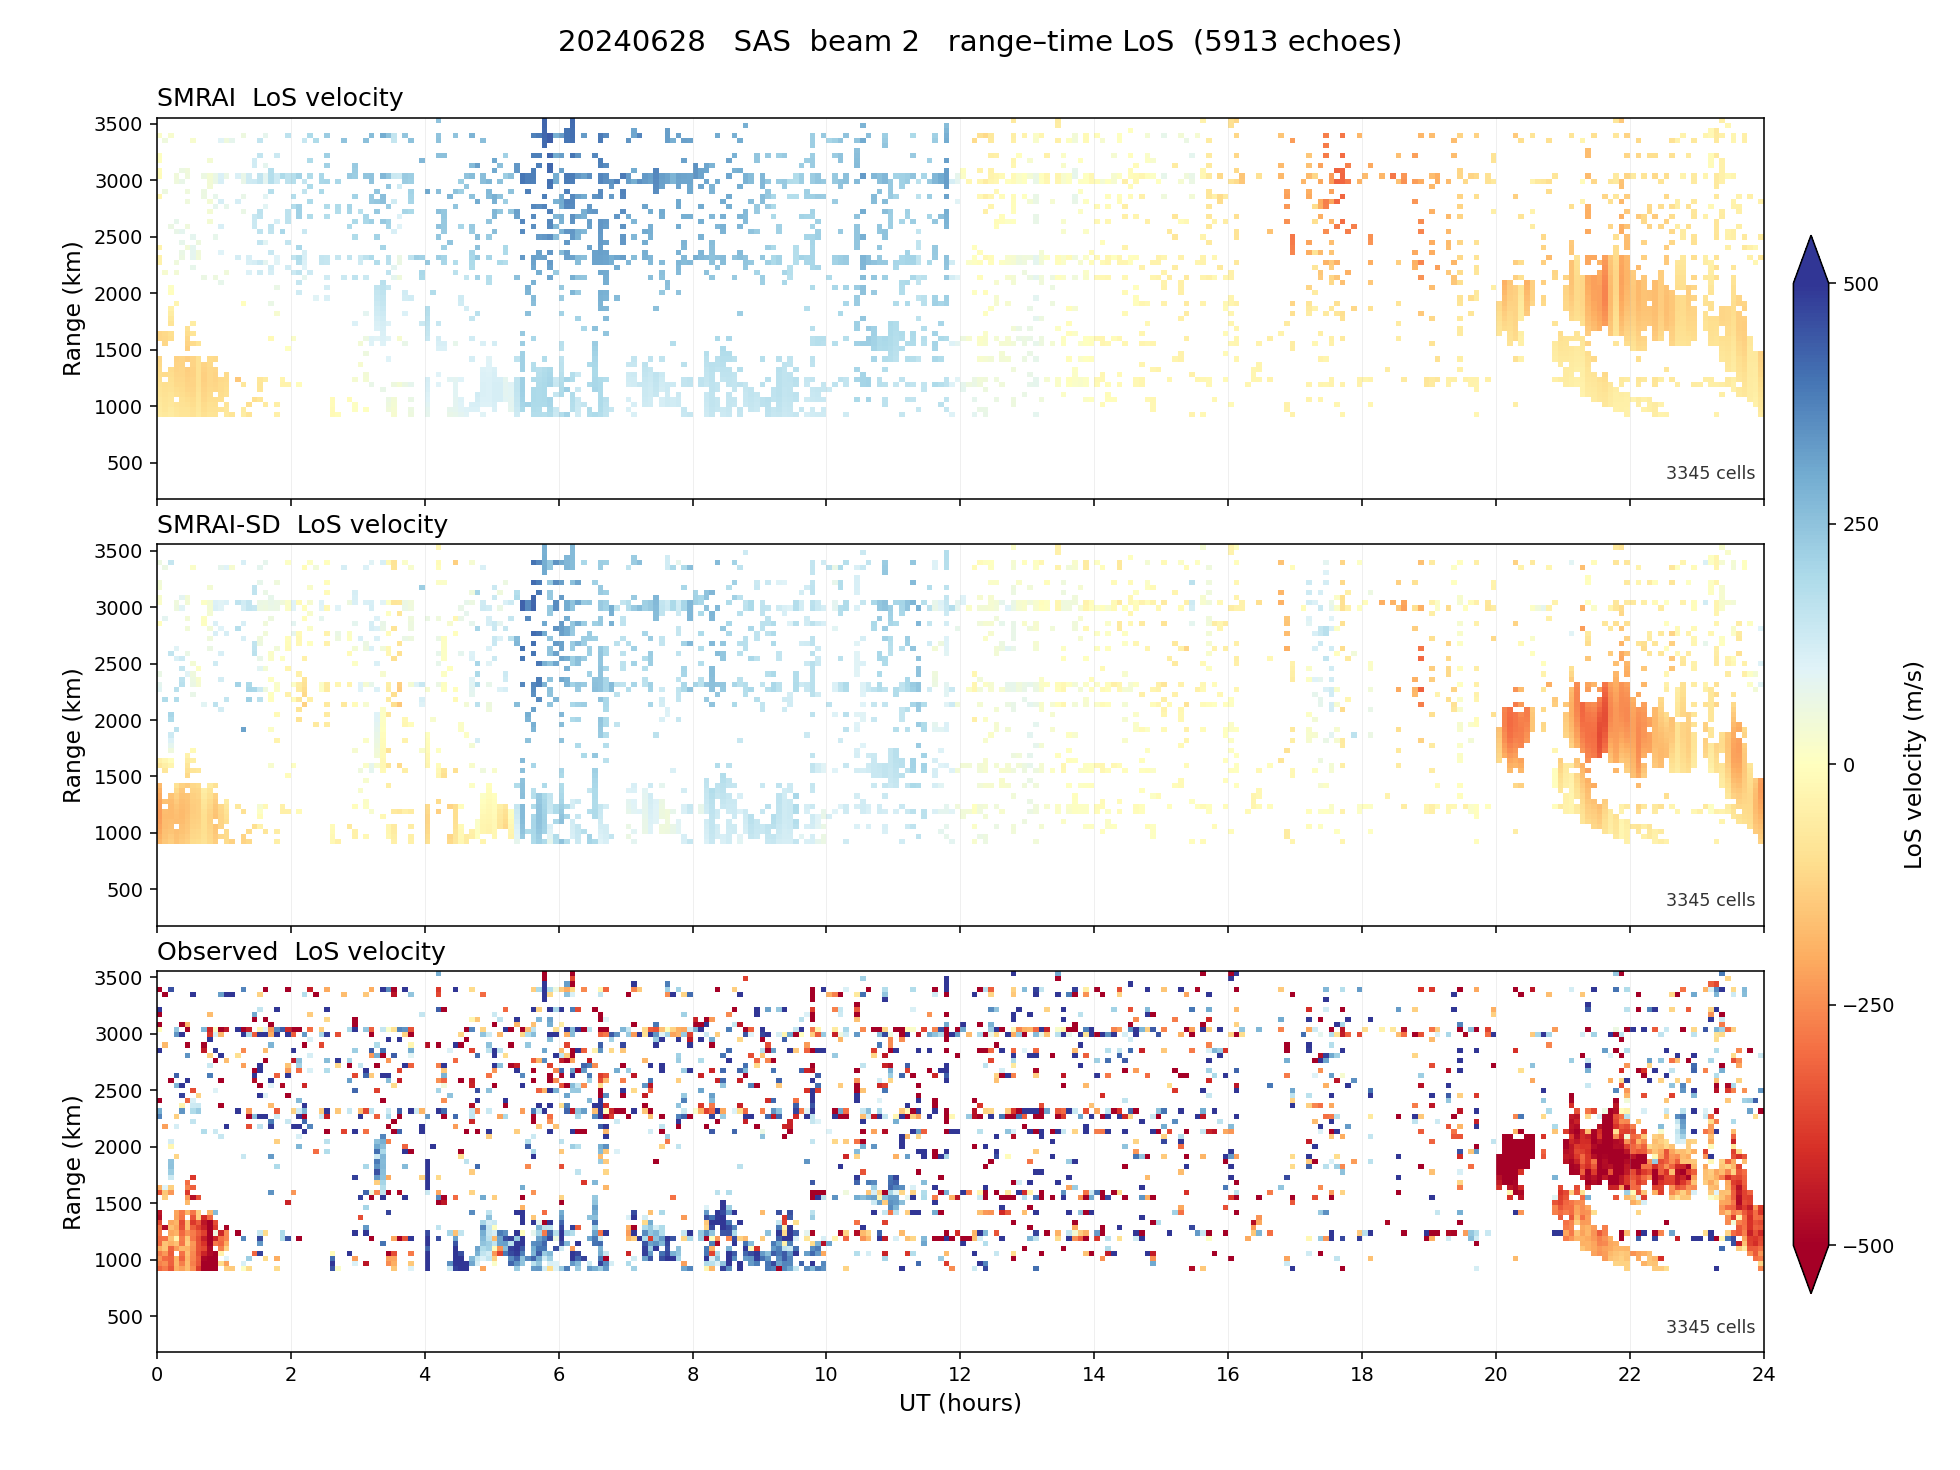 20240628   SAS  beam 2   range–time LoS  (5913 echoes)
SMRAI  LoS velocity
3500
3000
2500
2000
1500
1000
500
Range (km)
3345 cells
SMRAI-SD  LoS velocity
3500
3000
2500
2000
1500
1000
500
Range (km)
3345 cells
Observed  LoS velocity
3500
3000
2500
2000
1500
1000
500
Range (km)
3345 cells
0 2 4 6 8 10 12 14 16 18 20 22 24
UT (hours)
500
250
0
−250
−500
LoS velocity (m/s)